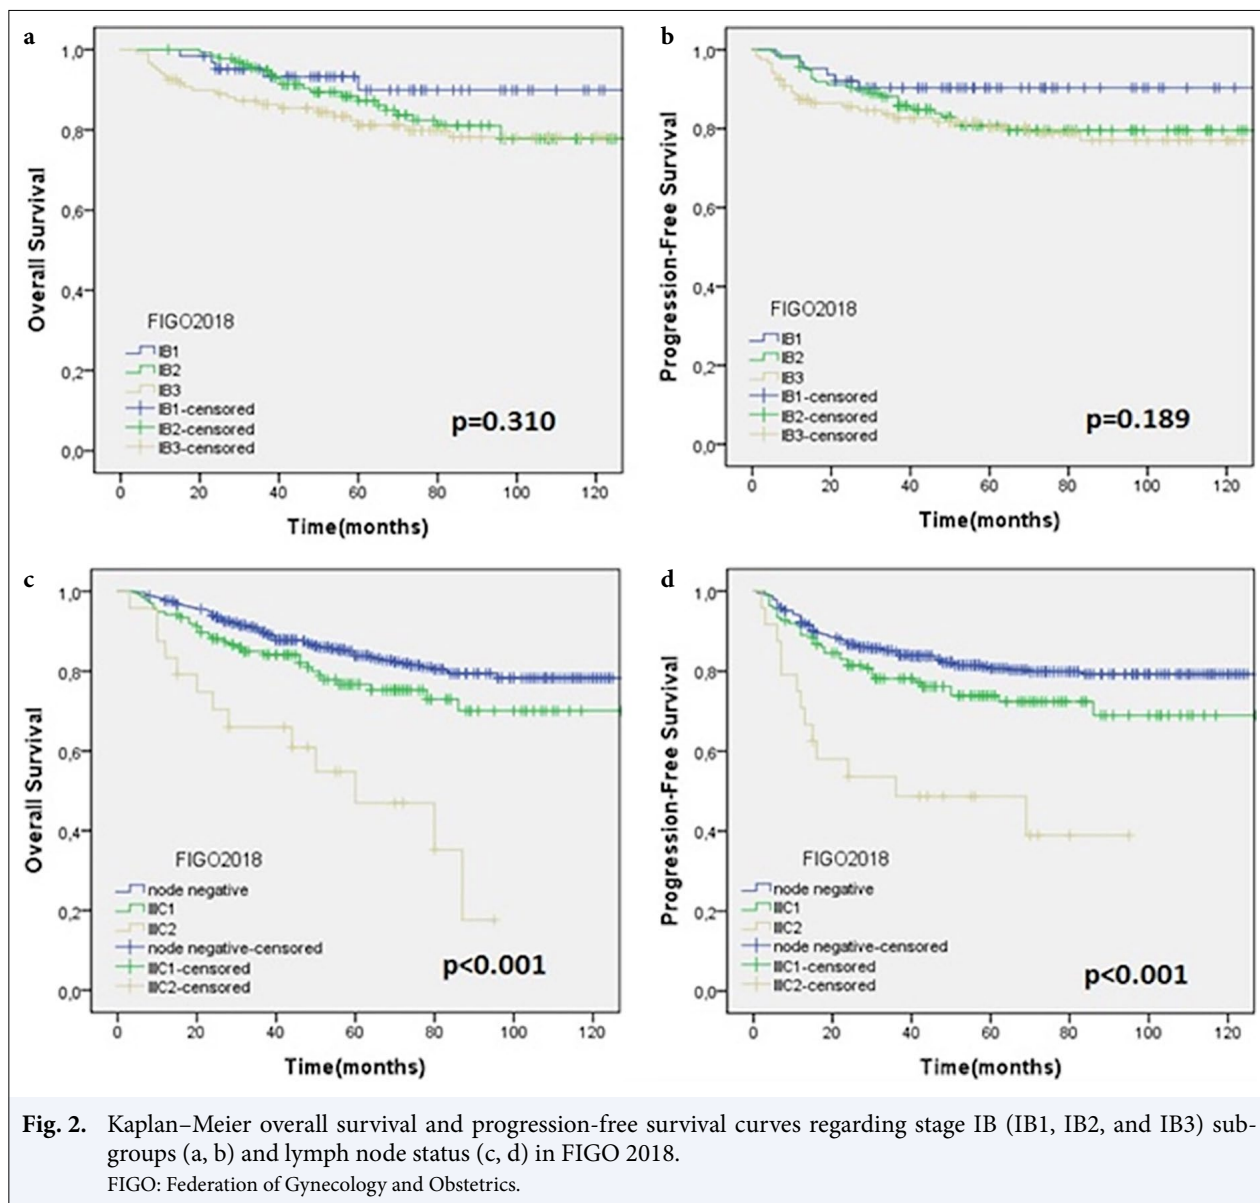 a
1,0
0,8
0,6
0,4
0,2
0,0
Overall Survival
FIGO2018
IB1
IB2
IB3
IB1-censored
IB2-censored
IB3-censored
p=0.310
0 20 40 60 80 100 120
Time(months)
b
1,0
0,8
0,6
0,4
0,2
0,0
Progression-Free Survival
FIGO2018
IB1
IB2
IB3
IB1-censored
IB2-censored
IB3-censored
p=0.189
0 20 40 60 80 100 120
Time(months)
c
1,0
0,8
0,6
0,4
0,2
0,0
Overall Survival
FIGO2018
node negative
IIIC1
IIIC2
node negative-censored
IIIC1-censored
IIIC2-censored
p<0.001
0 20 40 60 80 100 120
Time(months)
d
1,0
0,8
0,6
0,4
0,2
0,0
Progression-Free Survival
FIGO2018
node negative
IIIC1
IIIC2
node negative-censored
IIIC1-censored
IIIC2-censored
p<0.001
0 20 40 60 80 100 120
Time(months)
Fig. 2. Kaplan–Meier overall survival and progression-free survival curves regarding stage IB (IB1, IB2, and IB3) sub-
groups (a, b) and lymph node status (c, d) in FIGO 2018.
FIGO: Federation of Gynecology and Obstetrics.